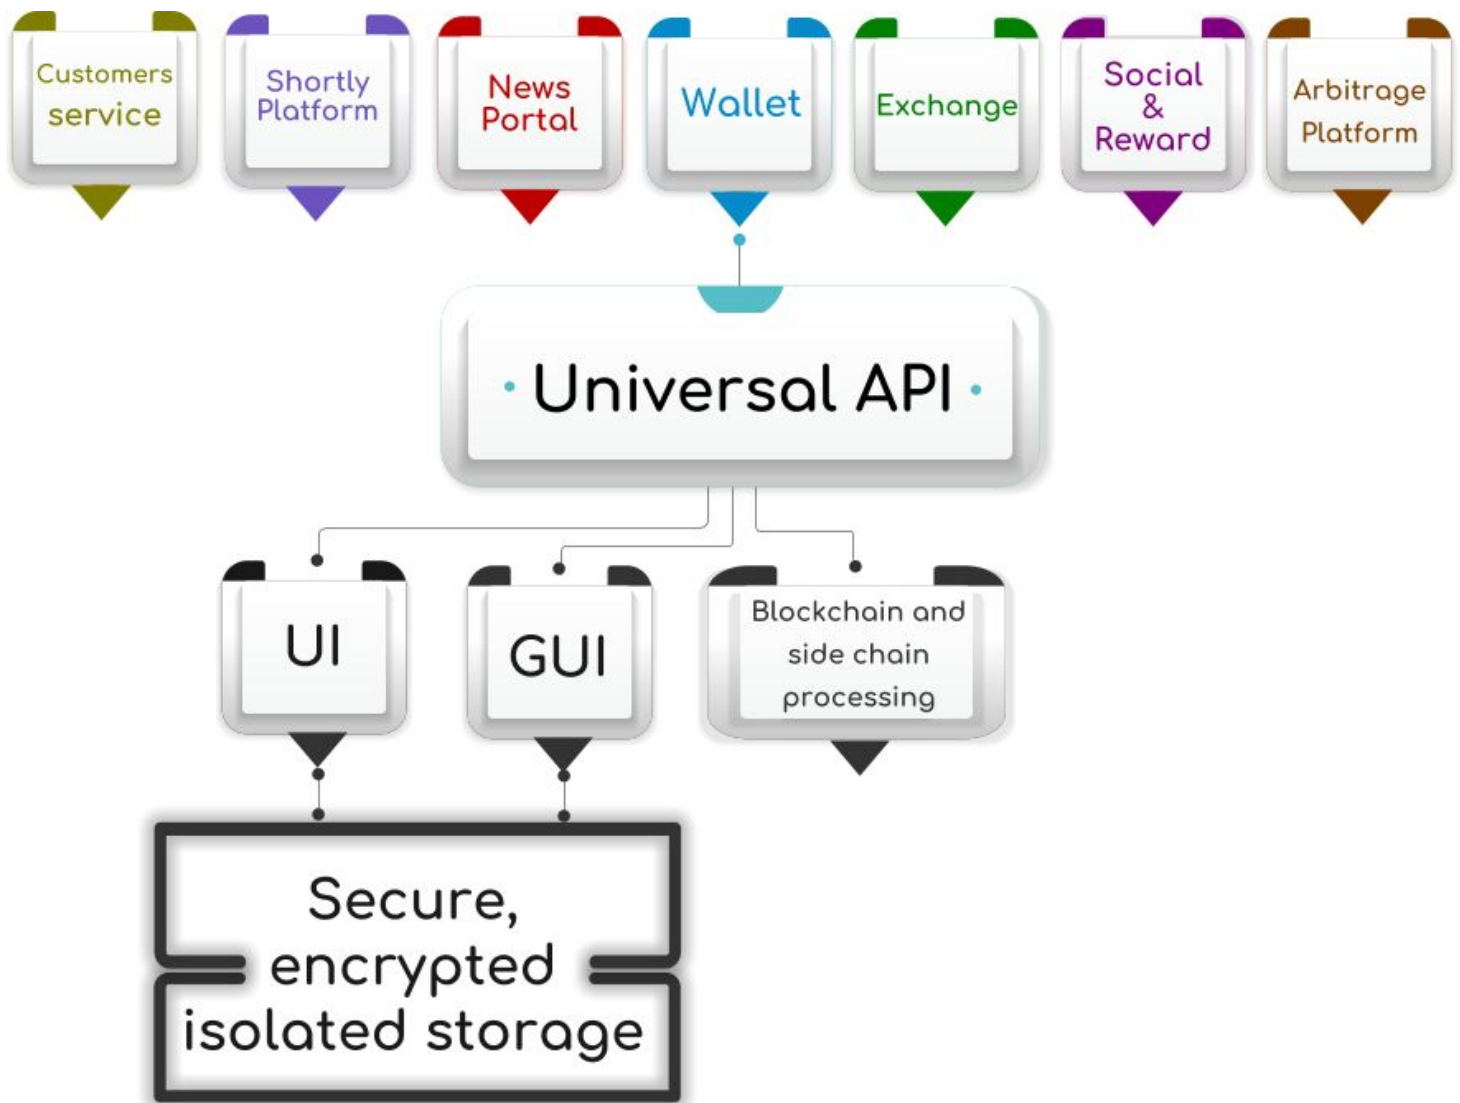 Customers
service
Shortly
Platform
News
Portal
Wallet
Exchange
Social
&
Reward
Arbitrage
Platform
Universal API
UI
GUI
Blockchain and
side chain
processing
Secure,
encrypted
isolated storage